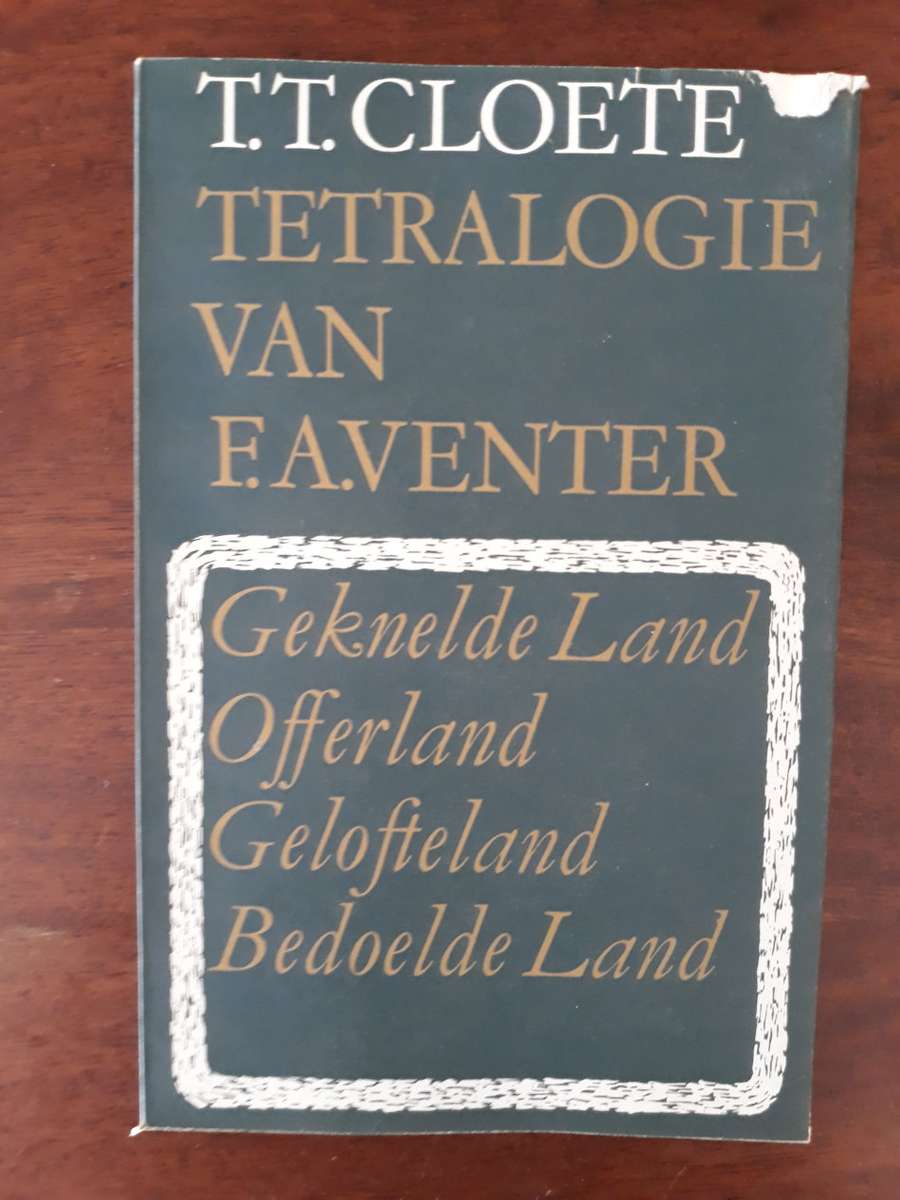 T.T. CLOETE
TETRALOGIE
VAN
F.A.VENTER
Geknelde Land
Offerland
Gelofteland
Bedoelde Land